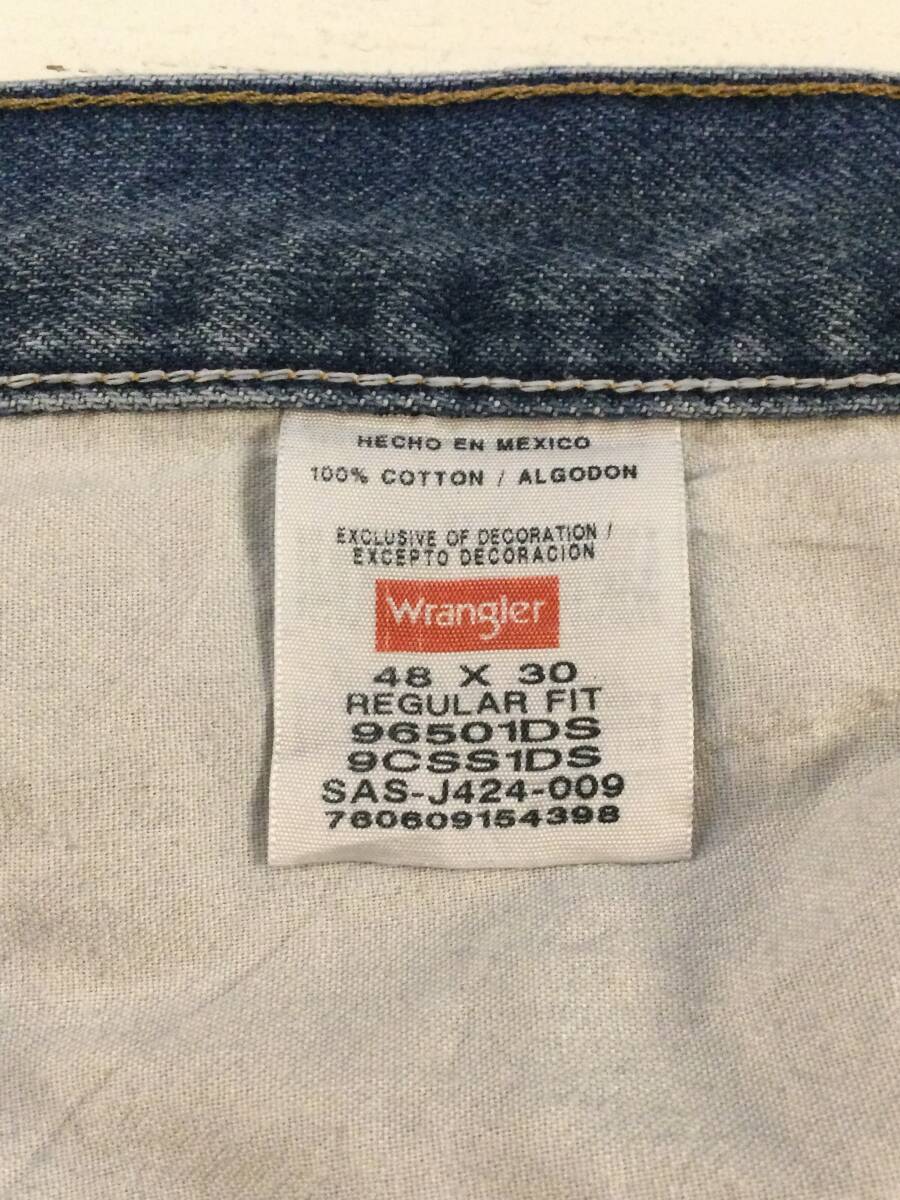 HECHO EN MEXICO
100% COTTON / ALGODON
EXCLUSIVE OF DECORATION /
EXCEPTO DECORACION
Wrangler
48 X 30
REGULAR FIT
96501DS
9CSS1DS
SAS-J424-009
780609154398